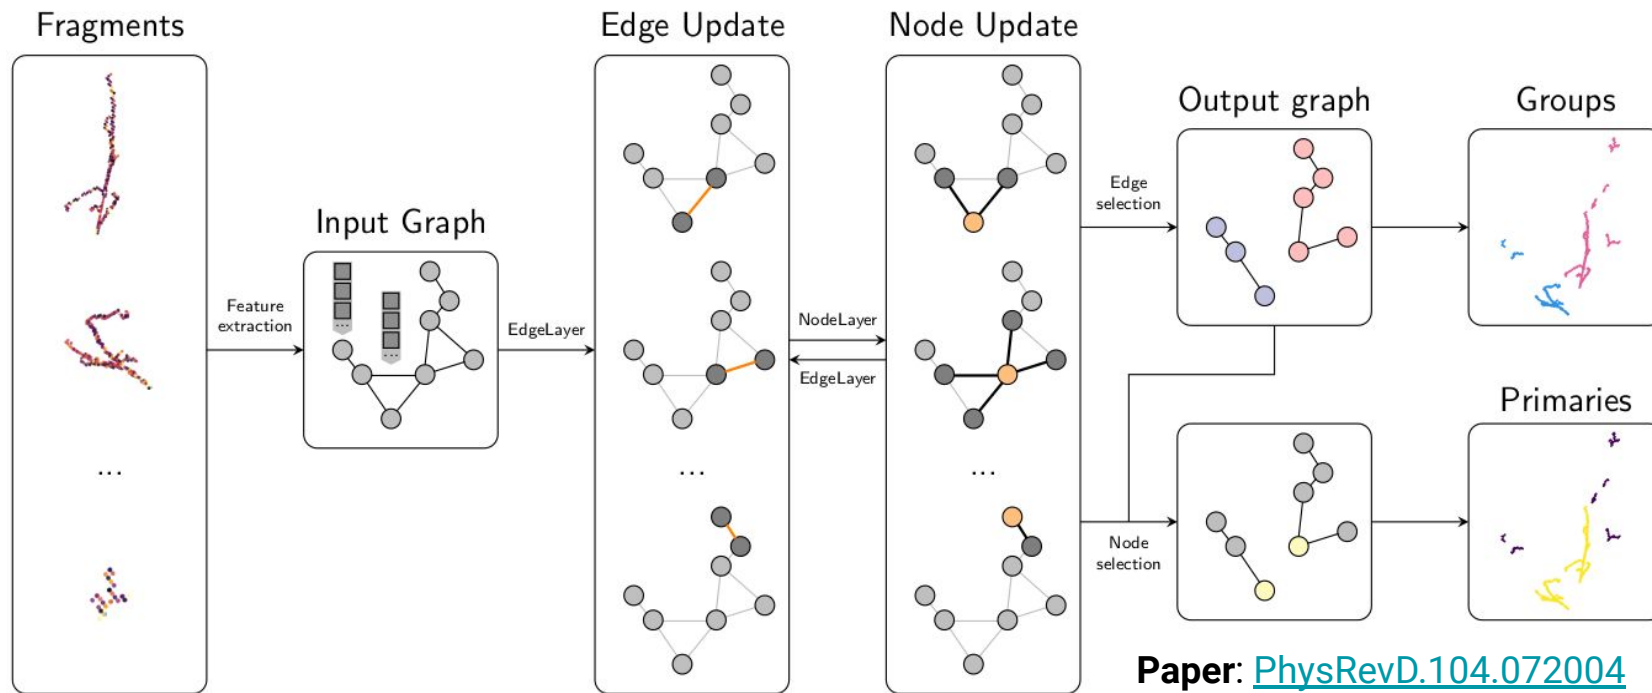 Fragments
...
Feature
extraction
Input Graph
...
...
EdgeLayer
Edge Update
...
NodeLayer
EdgeLayer
Node Update
...
Edge
selection
Output graph
Groups
Node
selection
Primaries
Paper: PhysRevD.104.072004